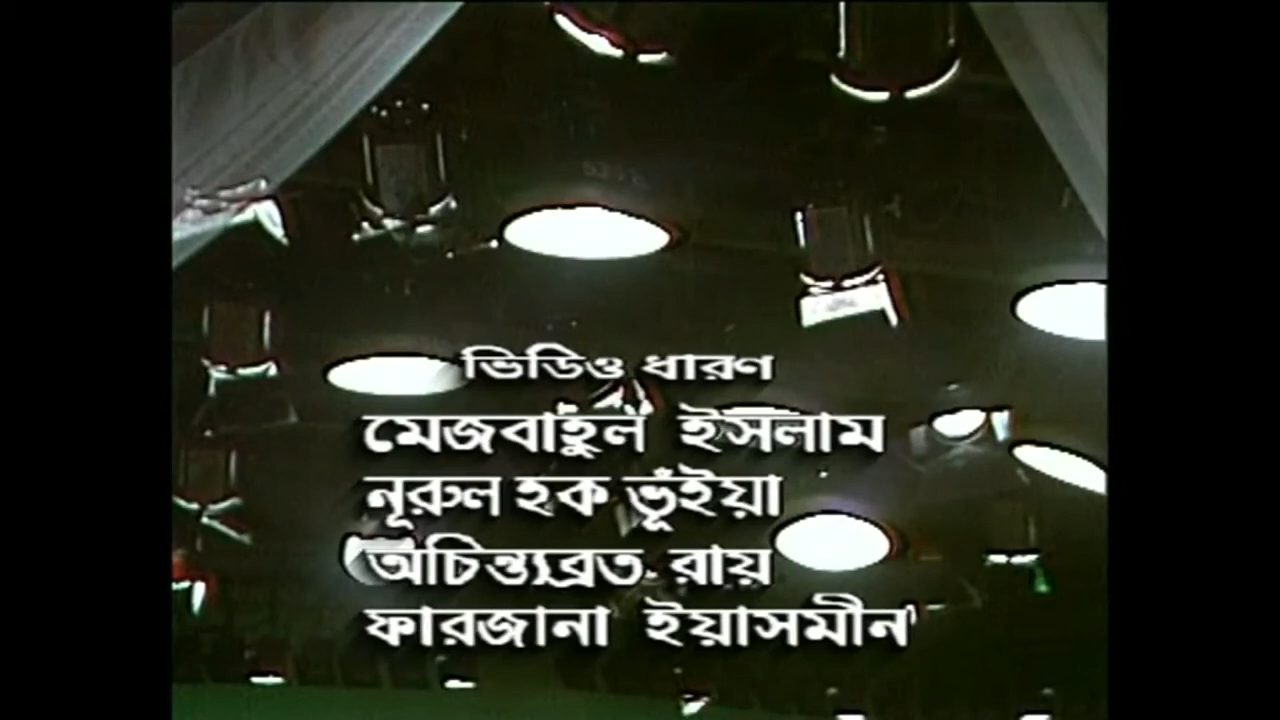 ভিডিও ধারণ
মেজবাহুল ইসলাম
নূরুল হক ভূঁইয়া
অচিন্ত্যব্রত রায়
ফারজানা ইয়াসমীন